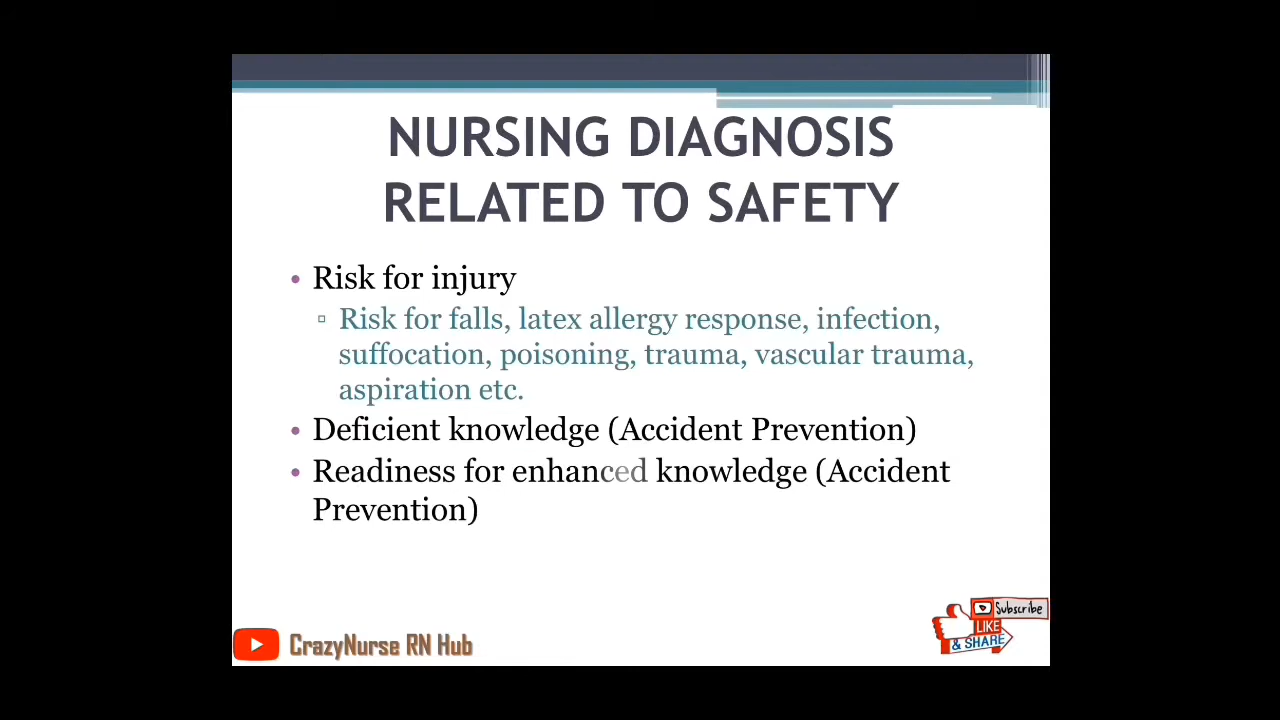 NURSING DIAGNOSIS
RELATED TO SAFETY
• Risk for injury
▫ Risk for falls, latex allergy response, infection,
suffocation, poisoning, trauma, vascular trauma,
aspiration etc.
• Deficient knowledge (Accident Prevention)
• Readiness for enhanced knowledge (Accident
Prevention)
Subscribe
LIKE
& SHARE
CrazyNurse RN Hub